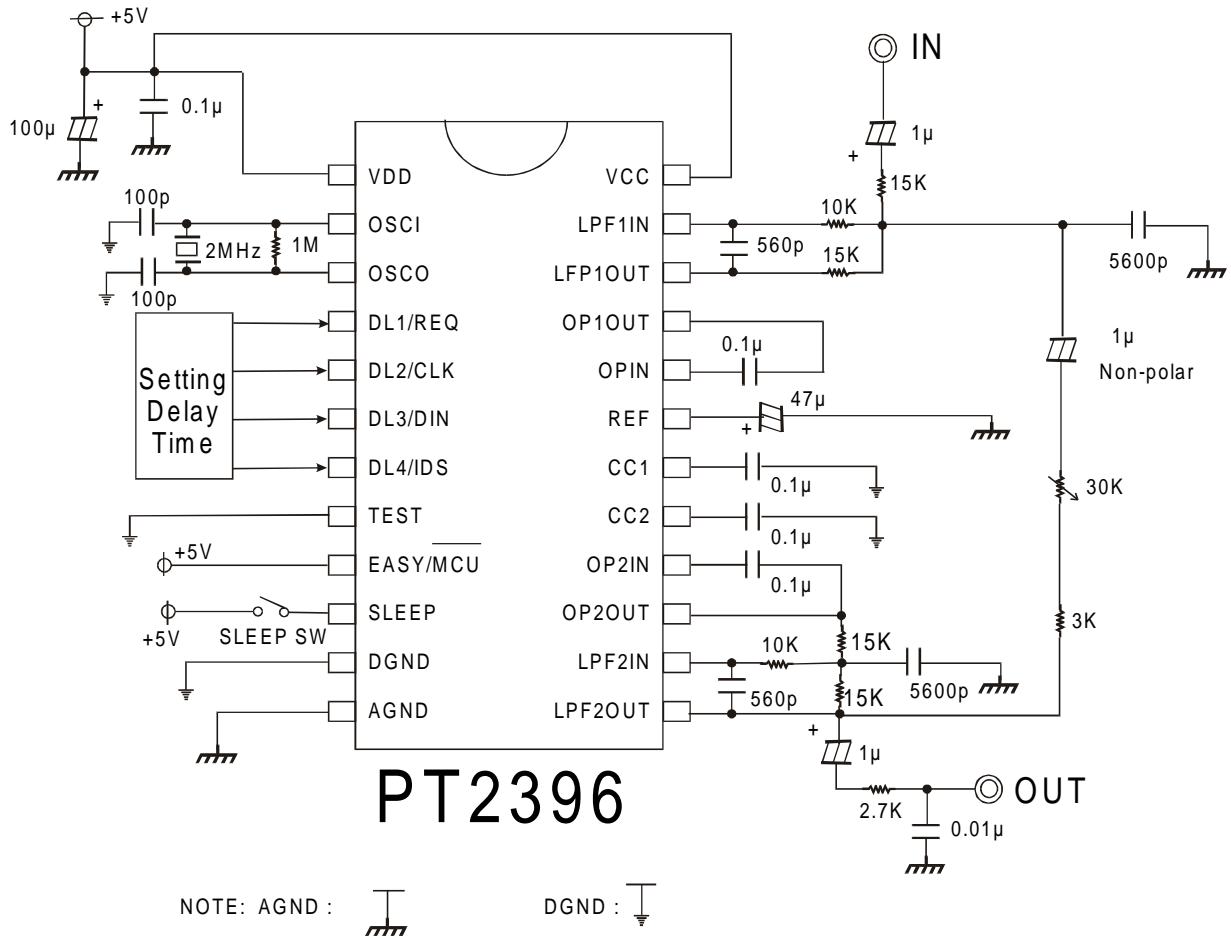 +5V
IN
+
0.1µ
100µ
1µ
+
VDD
VCC
15K
100p
10K
OSCI
LPF1IN
2MHz
1M
560p
15K
5600p
OSCO
LFP1OUT
100p
DL1/REQ
OP1OUT
0.1µ
1µ
Non-polar
Setting
Delay
Time
DL2/CLK
OPIN
47µ
DL3/DIN
REF
+
DL4/IDS
CC1
0.1µ
30K
TEST
CC2
0.1µ
+5V
EASY/MCU
OP2IN
0.1µ
SLEEP
OP2OUT
3K
+5V
SLEEP SW
15K
10K
DGND
LPF2IN
5600p
560p
15K
AGND
LPF2OUT
+
1µ
PT2396
OUT
2.7K
0.01µ
NOTE: AGND :
DGND :